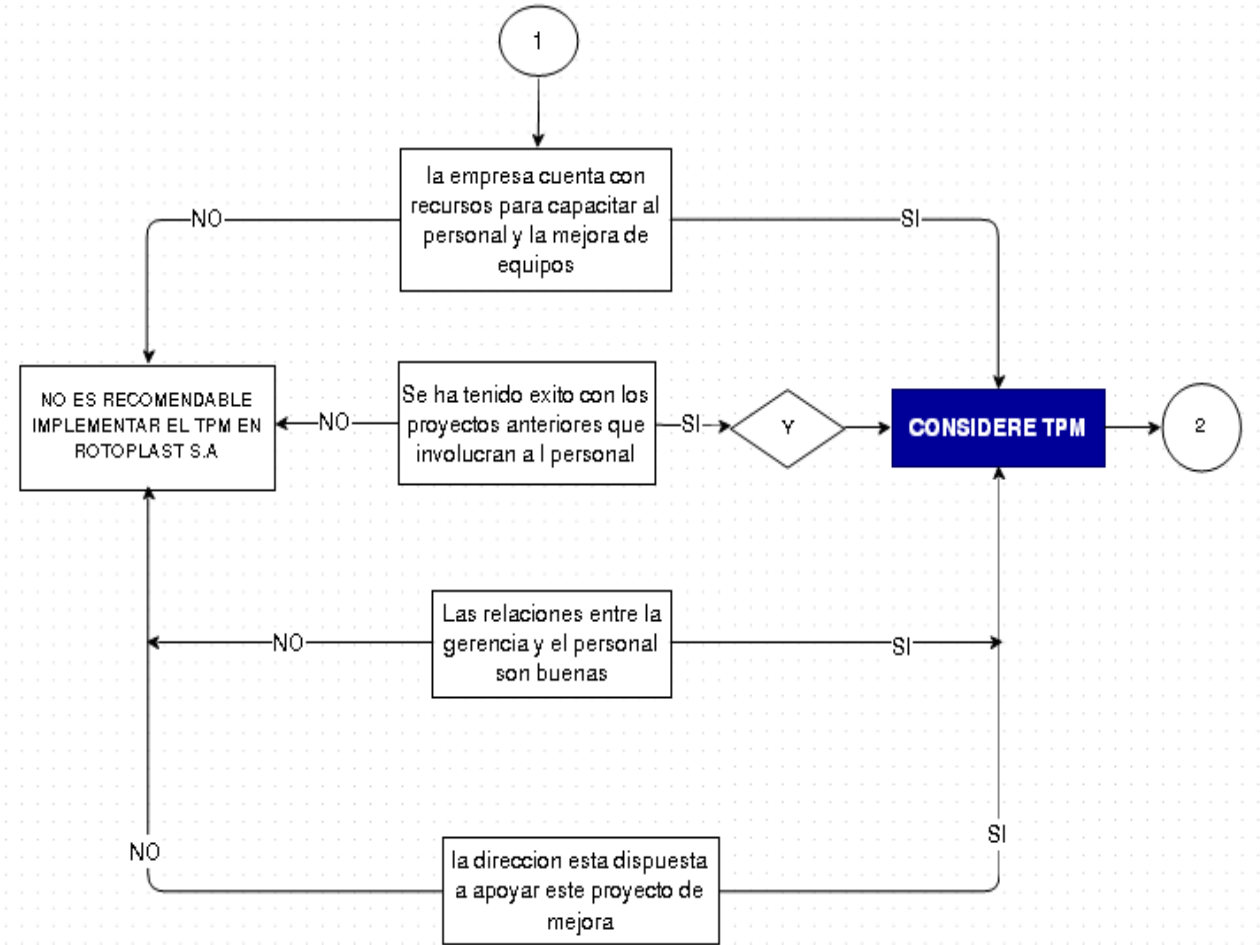 1
la empresa cuenta con
recursos para capacitar al
personal y la mejora de
equipos
NO
SI
NO ES RECOMENDABLE
IMPLEMENTAR EL TPM EN
ROTOPLAST S.A
NO
Se ha tenido exito con los
proyectos anteriores que
involucran a l personal
SI
Y
CONSIDERE TPM
2
Las relaciones entre la
gerencia y el personal
son buenas
NO
SI
la direccion esta dispuesta
a apoyar este proyecto de
mejora
NO
SI